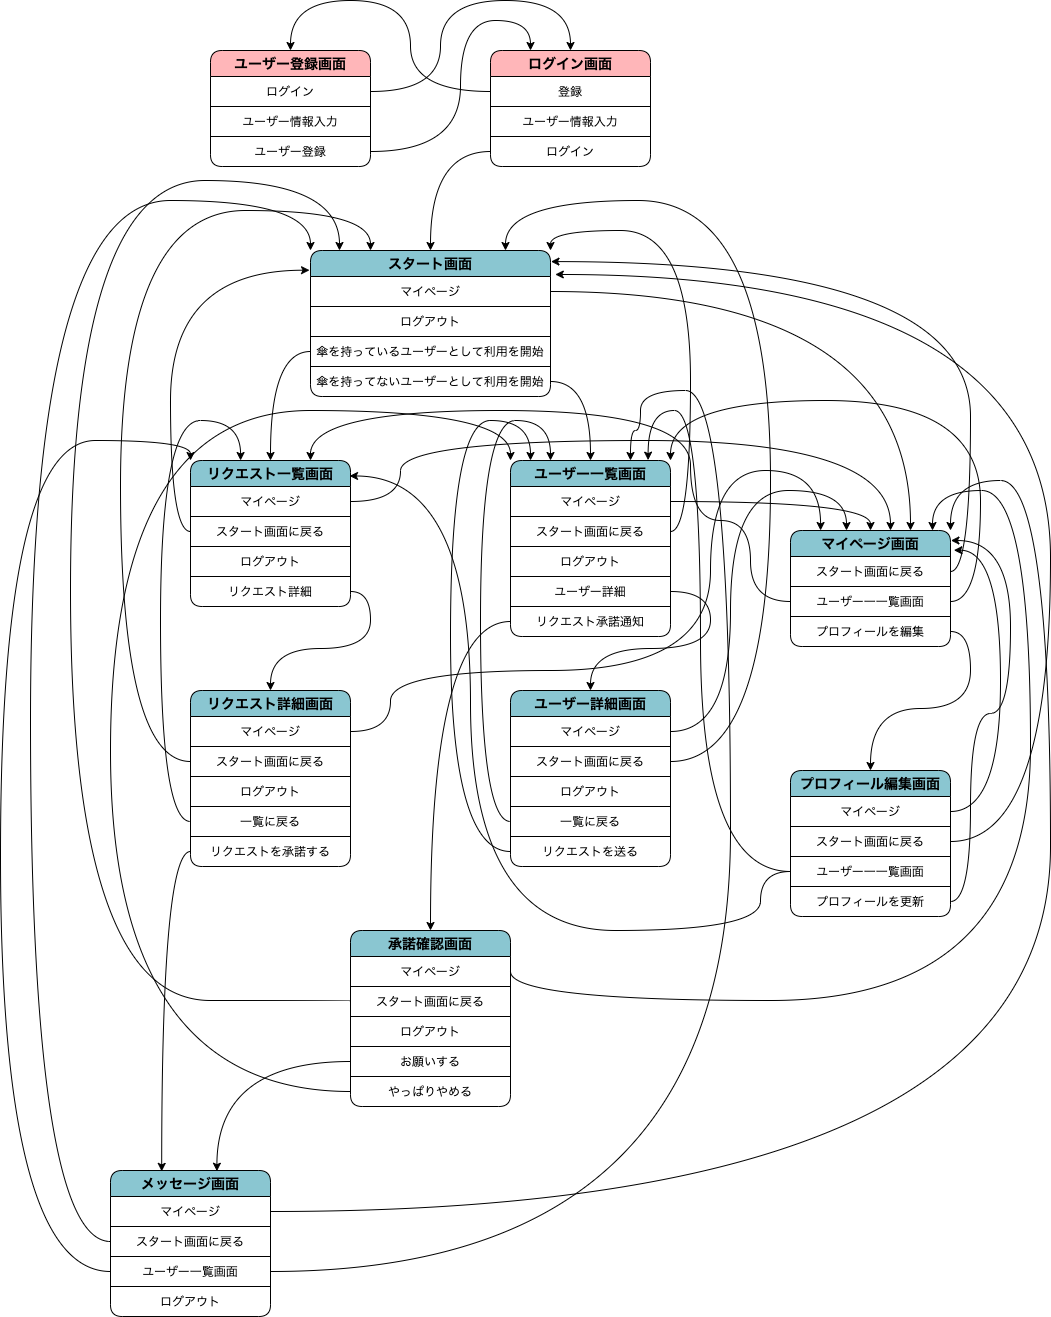 ユーザー登録画面
ログイン
ユーザー情報入力
ユーザー登録
ログイン画面
登録
ユーザー情報入力
ログイン
スタート画面
マイページ
ログアウト
傘を持っているユーザーとして利用を開始
傘を持ってないユーザーとして利用を開始
リクエスト一覧画面
マイページ
スタート画面に戻る
ログアウト
リクエスト詳細
ユーザー一覧画面
マイページ
スタート画面に戻る
ログアウト
ユーザー詳細
リクエスト承諾通知
マイページ画面
スタート画面に戻る
ユーザー一一覧画面
プロフィールを編集
リクエスト詳細画面
マイページ
スタート画面に戻る
ログアウト
一覧に戻る
リクエストを承諾する
ユーザー詳細画面
マイページ
スタート画面に戻る
ログアウト
一覧に戻る
リクエストを送る
プロフィール編集画面
マイページ
スタート画面に戻る
ユーザー一一覧画面
プロフィールを更新
承諾確認画面
マイページ
スタート画面に戻る
ログアウト
お願いする
やっぱりやめる
メッセージ画面
マイページ
スタート画面に戻る
ユーザー一覧画面
ログアウト